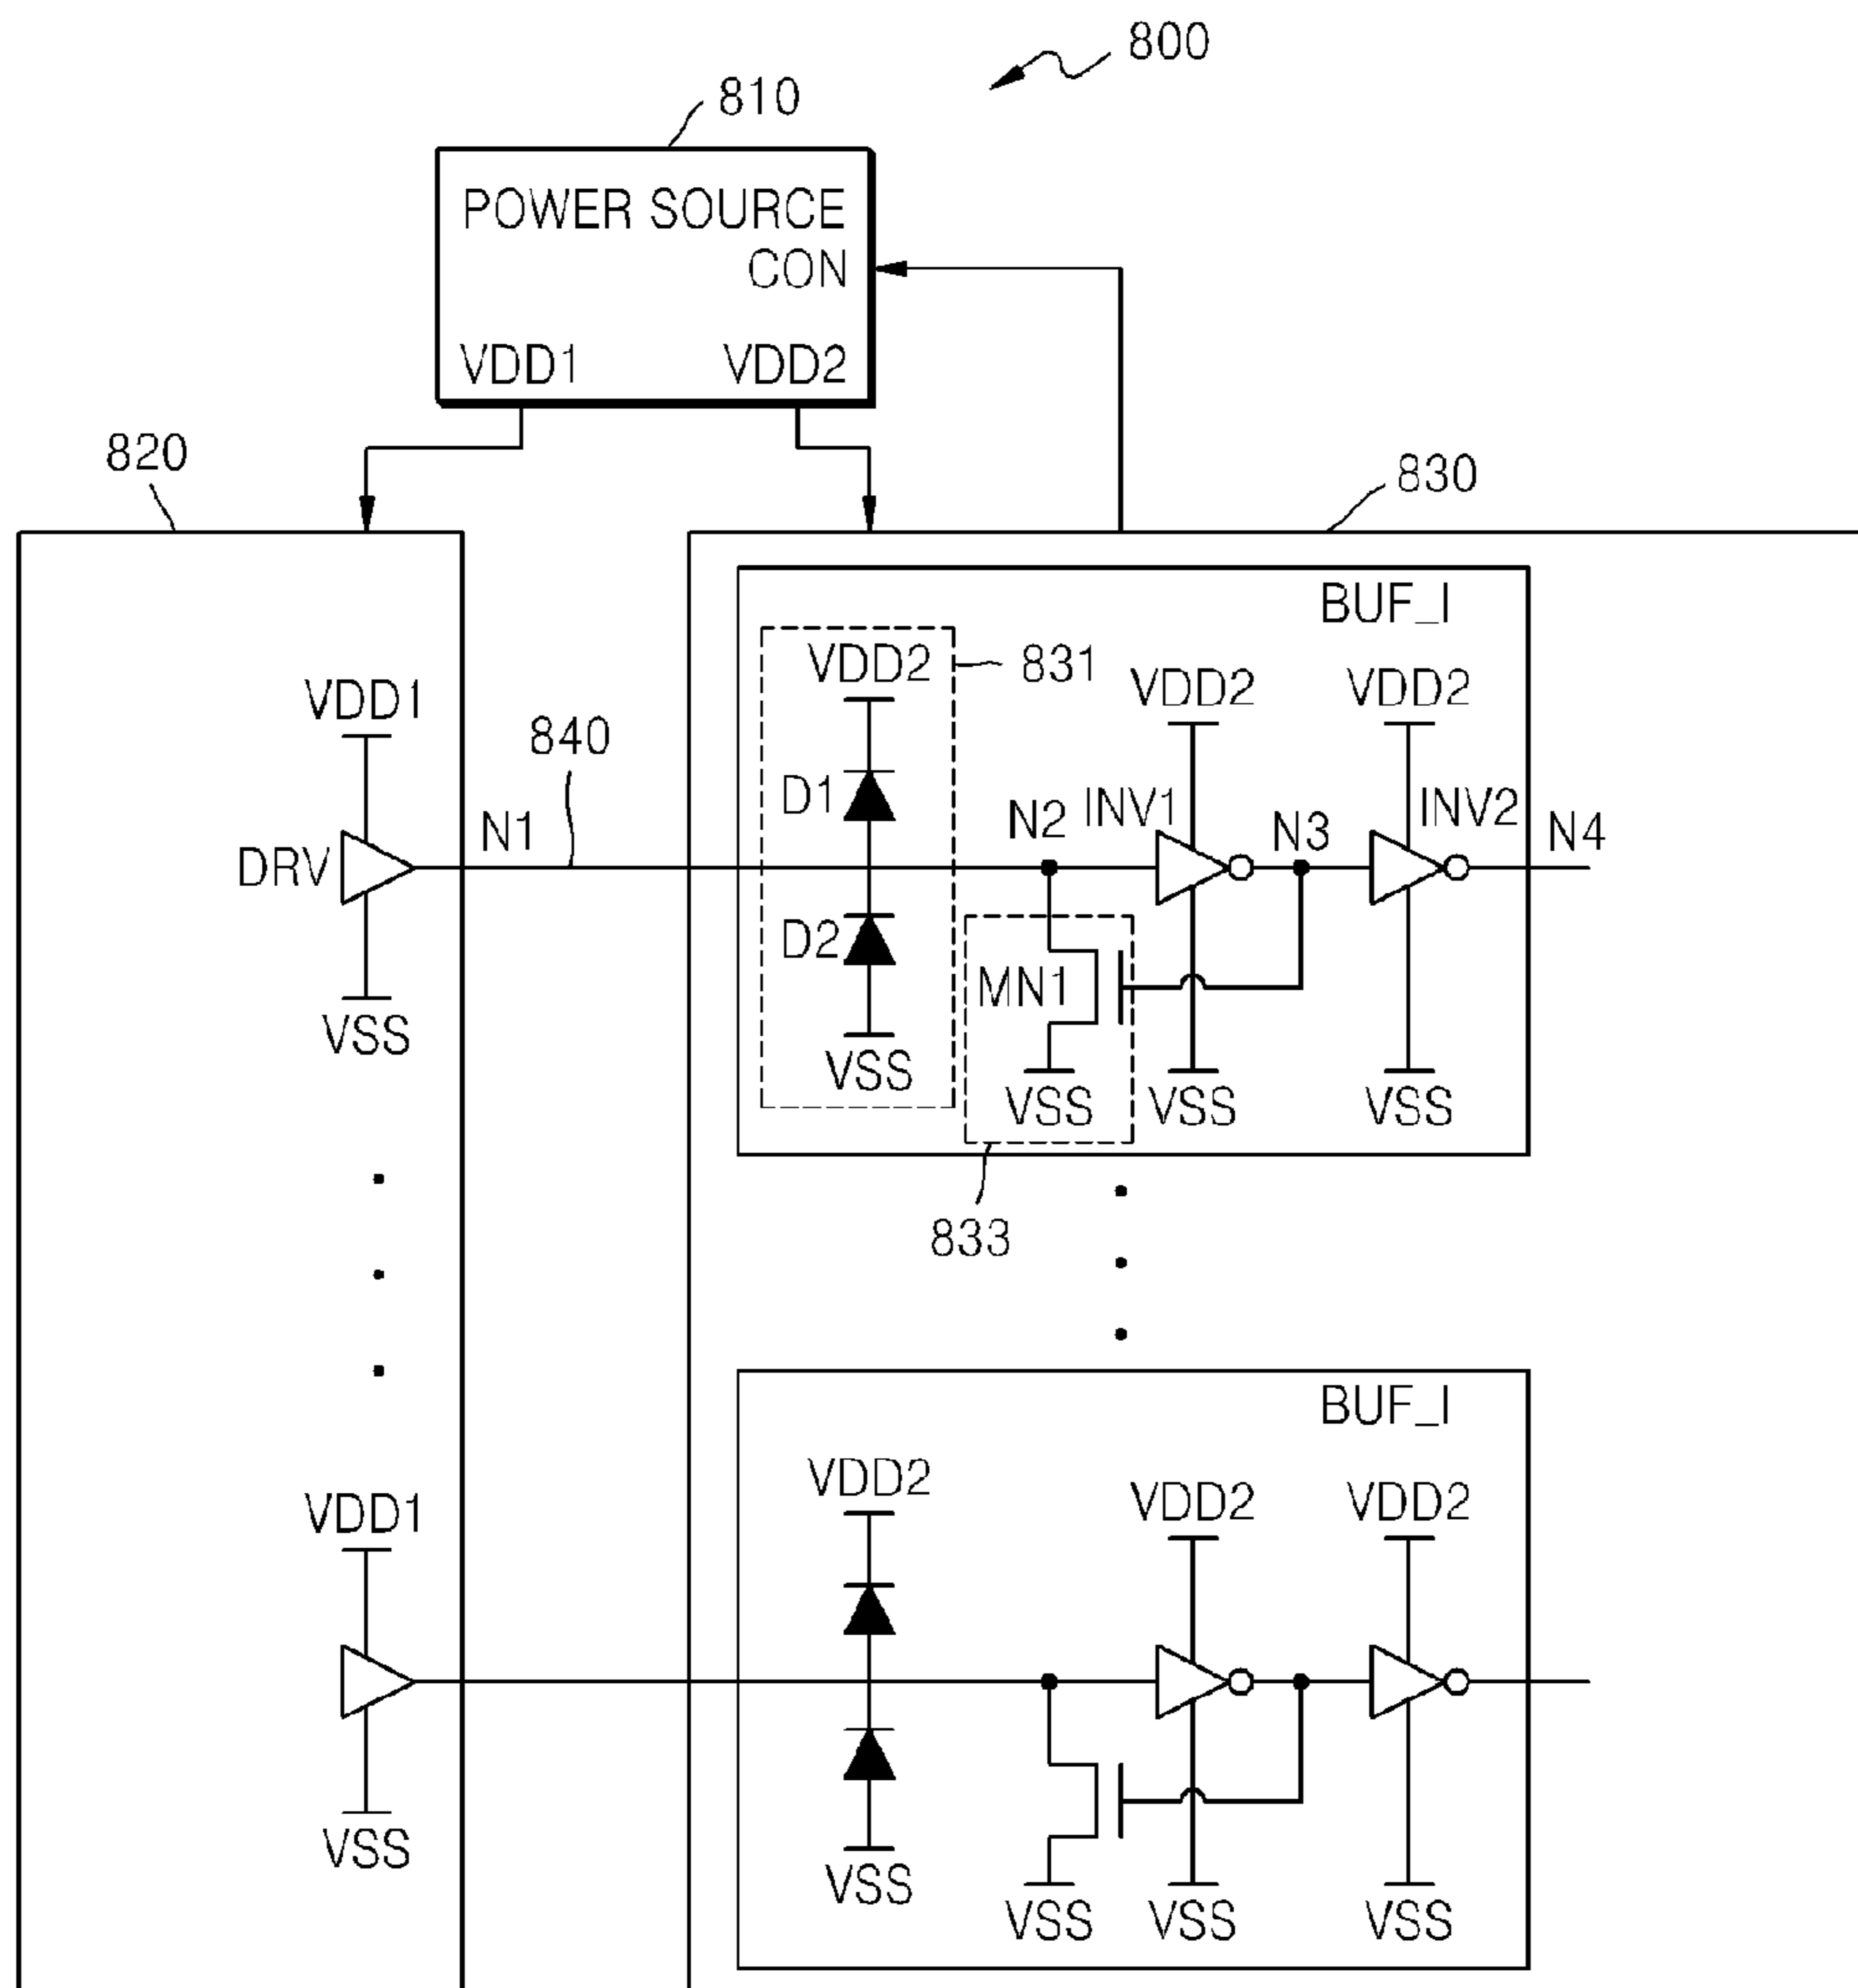 800
810
POWER SOURCE
CON
VDD1 VDD2
820
830
BUF_I
VDD2
831
VDD1
VDD2 VDD2
840
D1
N1
N2 INV1 N3 INV2 N4
DRV
D2
MN1
VSS
VSS
VSS VSS VSS
833
BUF_I
VDD2
VDD1
VDD2 VDD2
VSS
VSS
VSS VSS VSS